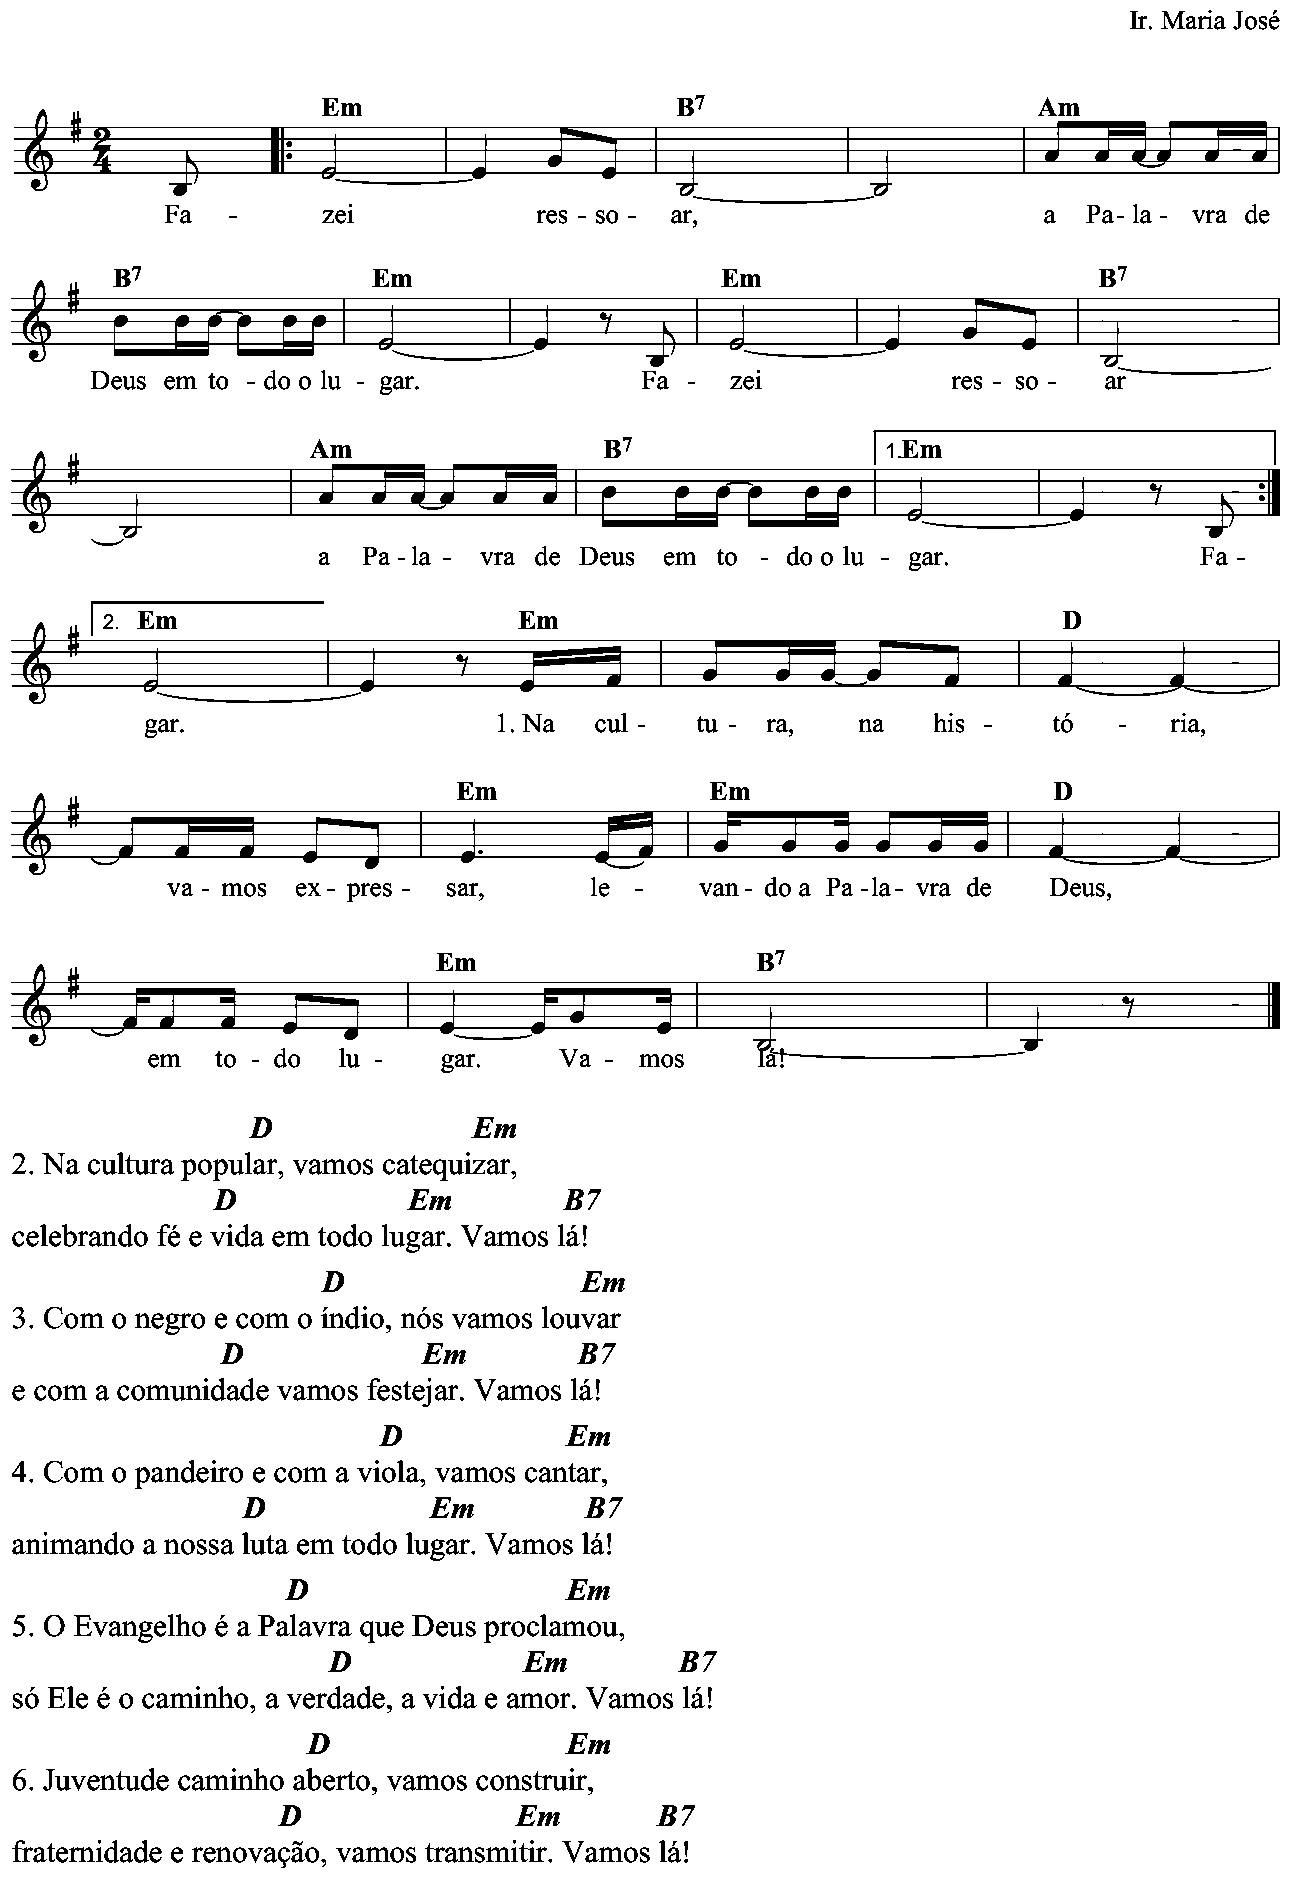 Ir. Maria José
Em B7 Am
Fa - zei res - so - ar, a Pa - la - vra de
B7 Em Em B7
Deus em to - do o lu - gar. Fa - zei res - so - ar
Am B7 1. Em
a Pa - la - vra de Deus em to - do o lu - gar. Fa -
2. Em Em D
gar. 1. Na cul - tu - ra, na his - tó - ria,
Em Em D
va - mos ex - pres - sar, le - van - do a Pa - la - vra de Deus,
Em B7
em to - do lu - gar. Va - mos lá!
D Em
2. Na cultura popular, vamos catequizar,
D Em B7
celebrando fé e vida em todo lugar. Vamos lá!
D Em
3. Com o negro e com o índio, nós vamos louvar
D Em B7
e com a comunidade vamos festejar. Vamos lá!
D Em
4. Com o pandeiro e com a viola, vamos cantar,
D Em B7
animando a nossa luta em todo lugar. Vamos lá!
D Em
5. O Evangelho é a Palavra que Deus proclamou,
D Em B7
só Ele é o caminho, a verdade, a vida e amor. Vamos lá!
D Em
6. Juventude caminho aberto, vamos construir,
D Em B7
fraternidade e renovação, vamos transmitir. Vamos lá!